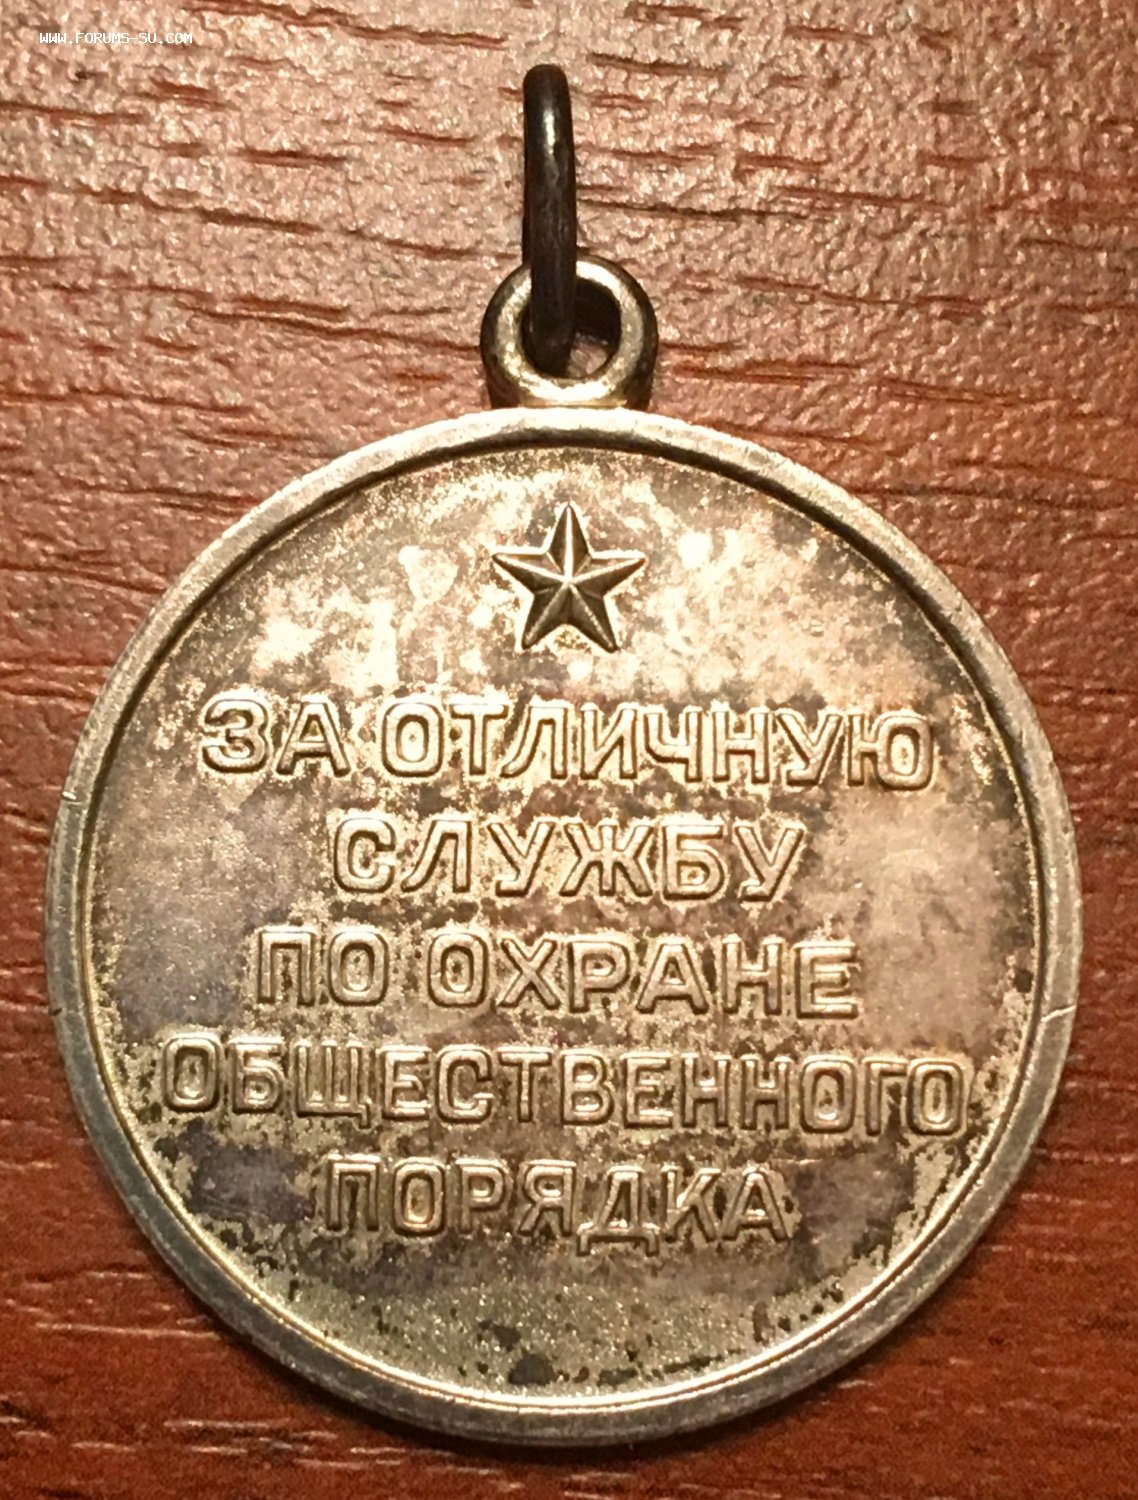 www.forums-su.com
ЗА ОТЛИЧНУЮ
СЛУЖБУ
ПО ОХРАНЕ
ОБЩЕСТВЕННОГО
ПОРЯДКА